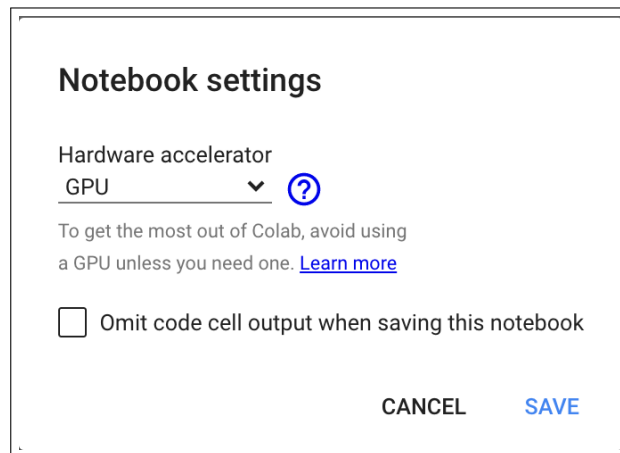 Notebook settings
Hardware accelerator
GPU
?
To get the most out of Colab, avoid using
a GPU unless you need one. Learn more
Omit code cell output when saving this notebook
CANCEL SAVE